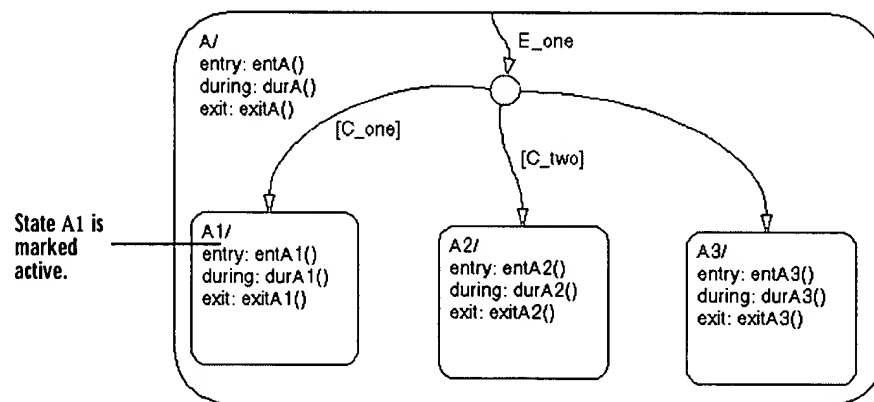 A/
entry: entA()
during: durA()
exit: exitA()
E_one
[C_one]
[C_two]
State A1 is
marked
active.
A1/
entry: entA1()
during: durA1()
exit: exitA1()
A2/
entry: entA2()
during: durA2()
exit: exitA2()
A3/
entry: entA3()
during: durA3()
exit: exitA3()